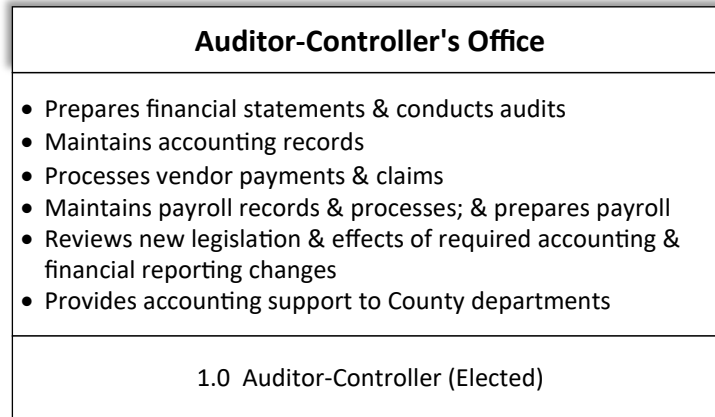 Auditor-Controller's Office
• Prepares financial statements & conducts audits
• Maintains accounting records
• Processes vendor payments & claims
• Maintains payroll records & processes; & prepares payroll
• Reviews new legislation & effects of required accounting &
financial reporting changes
• Provides accounting support to County departments
1.0 Auditor-Controller (Elected)